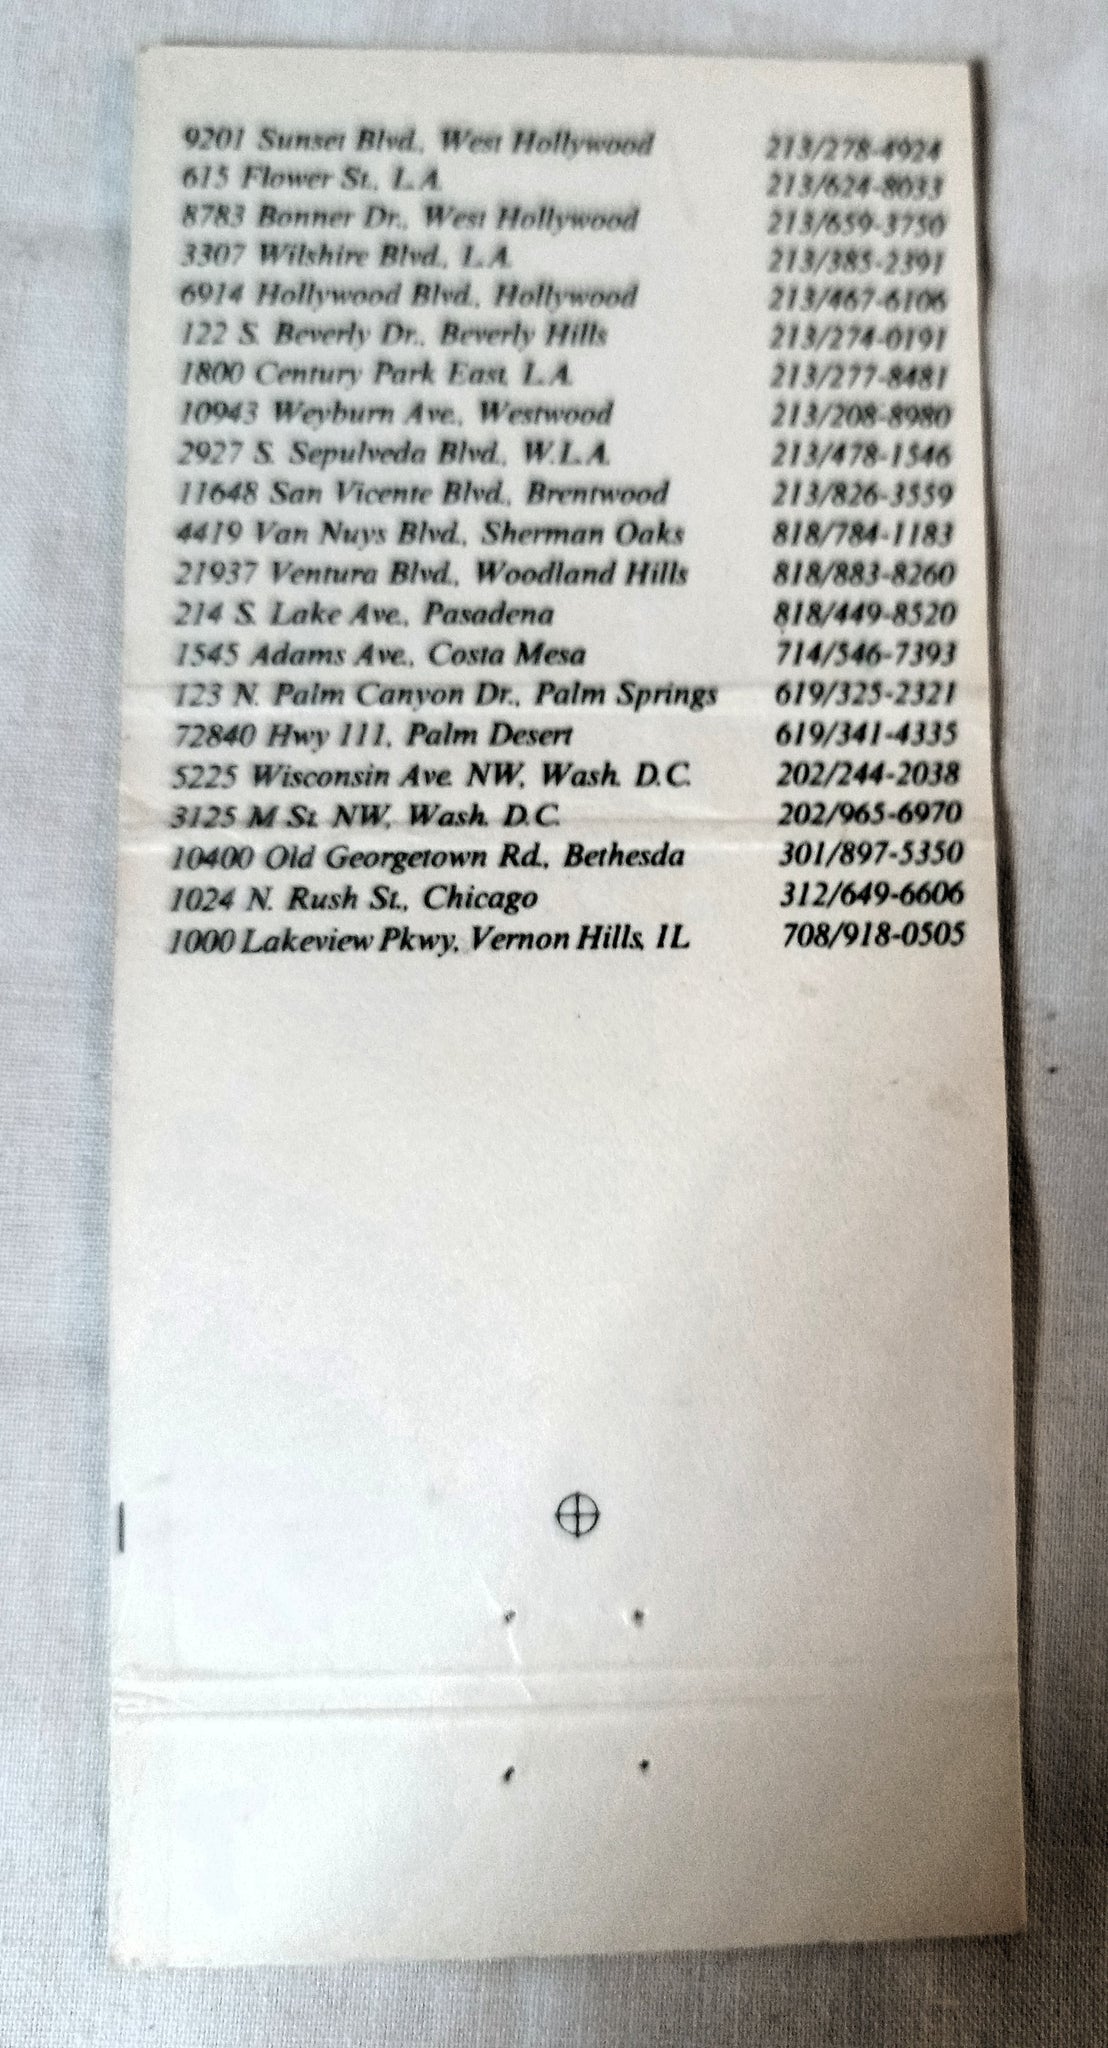 9201 Sunset Blvd., West Hollywood 213/278-4924
615 Flower St., L.A. 213/624-8033
8783 Bonner Dr., West Hollywood 213/659-3750
3307 Wilshire Blvd., L.A. 213/385-2391
6914 Hollywood Blvd., Hollywood 213/467-6106
122 S. Beverly Dr., Beverly Hills 213/274-0191
1800 Century Park East, L.A. 213/277-8481
10943 Weyburn Ave., Westwood 213/208-8980
2927 S. Sepulveda Blvd., W.L.A. 213/478-1546
11648 San Vicente Blvd., Brentwood 213/826-3559
4419 Van Nuys Blvd., Sherman Oaks 818/784-1183
21937 Ventura Blvd., Woodland Hills 818/883-8260
214 S. Lake Ave., Pasadena 818/449-8520
1545 Adams Ave., Costa Mesa 714/546-7393
123 N. Palm Canyon Dr., Palm Springs 619/325-2321
72840 Hwy 111, Palm Desert 619/341-4335
5225 Wisconsin Ave. NW, Wash. D.C. 202/244-2038
3125 M St. NW, Wash. D.C. 202/965-6970
10400 Old Georgetown Rd., Bethesda 301/897-5350
1024 N. Rush St., Chicago 312/649-6606
1000 Lakeview Pkwy, Vernon Hills, IL 708/918-0505